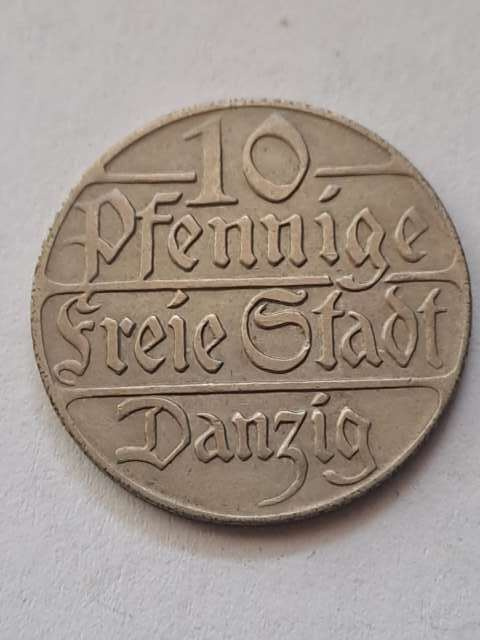 10
Pfennige
Freie Stadt
Danzig